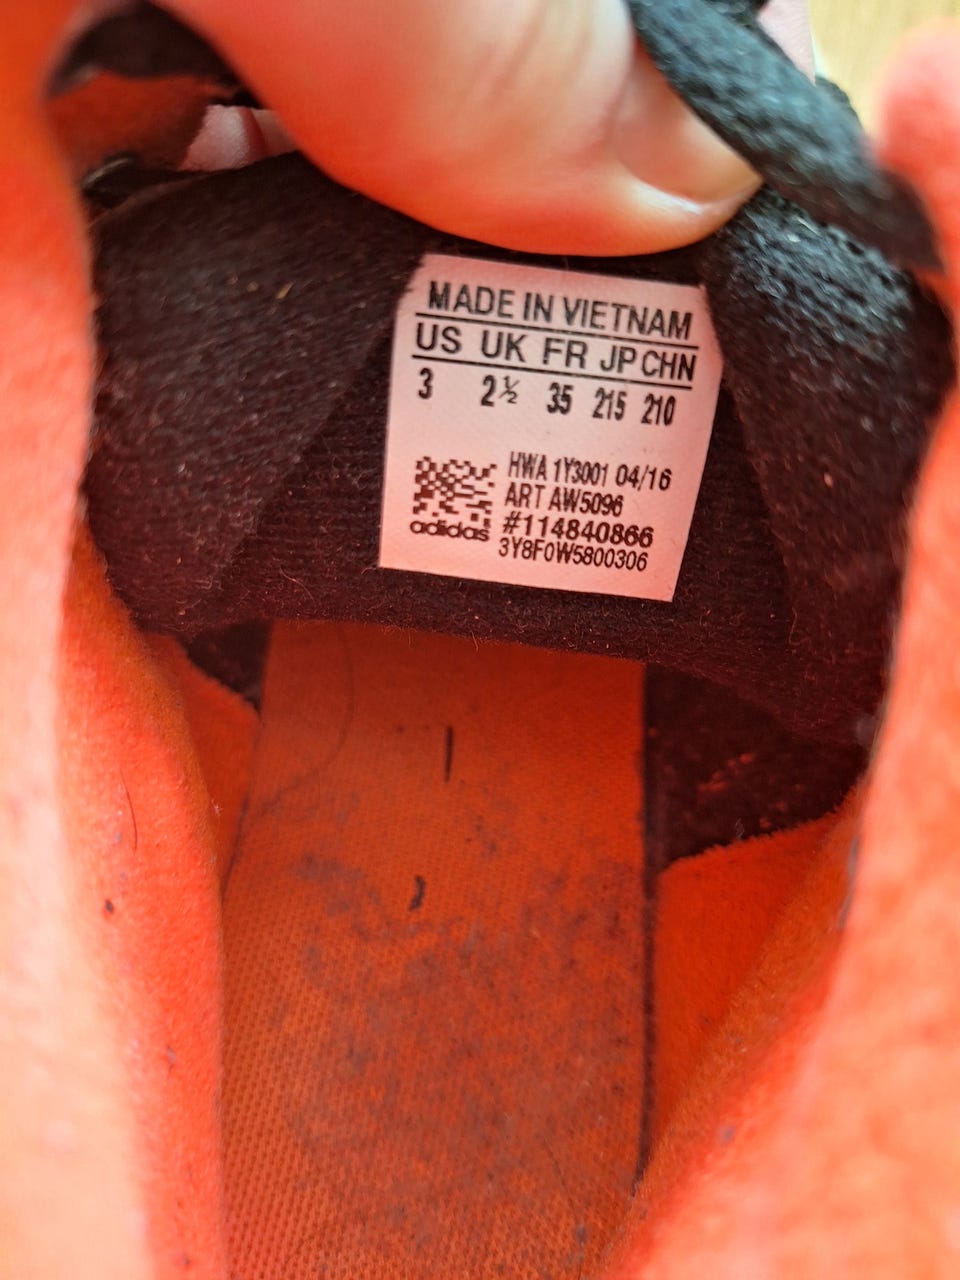 MADE IN VIETNAM
US UK FR JP CHN
3 2½ 35 215 210
HWA 1Y3001 04/16
ART AW5096
#114840866
adidas
3Y8F0W5800306